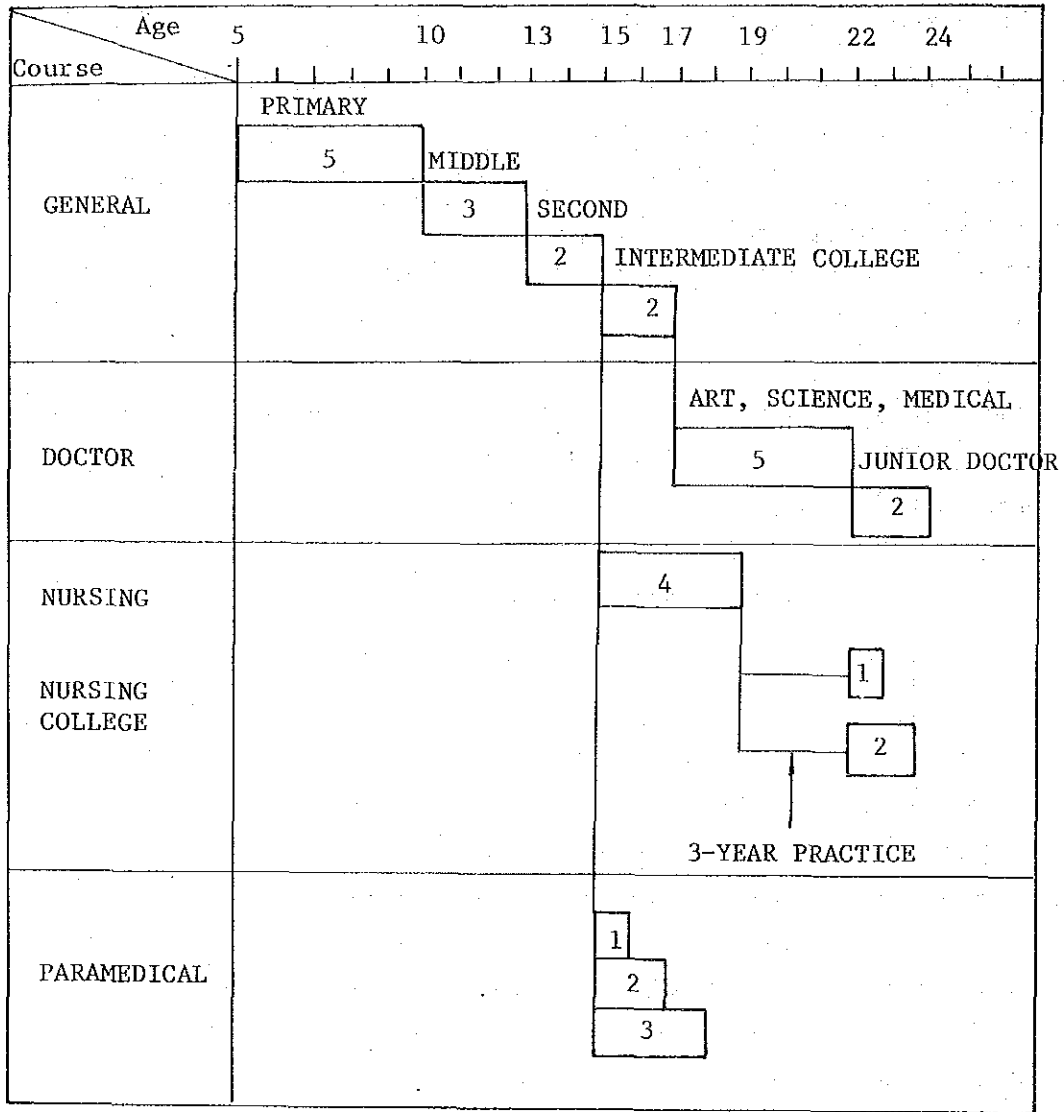 Age
Course
5 10 13 15 17 19 22 24
PRIMARY
5
MIDDLE
GENERAL
3
SECOND
2
INTERMEDIATE COLLEGE
2
ART, SCIENCE, MEDICAL
DOCTOR
5
JUNIOR DOCTOR
2
NURSING
4
NURSING
COLLEGE
1
2
3-YEAR PRACTICE
PARAMEDICAL
1
2
3